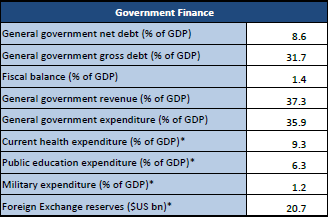 Government Finance
General government net debt (% of GDP) 8.6
General government gross debt (% of GDP) 31.7
Fiscal balance (% of GDP) 1.4
General government revenue (% of GDP) 37.3
General government expenditure (% of GDP) 35.9
Current health expenditure (% of GDP)* 9.3
Public education expenditure (% of GDP)* 6.3
Military expenditure (% of GDP)* 1.2
Foreign Exchange reserves ($US bn)* 20.7